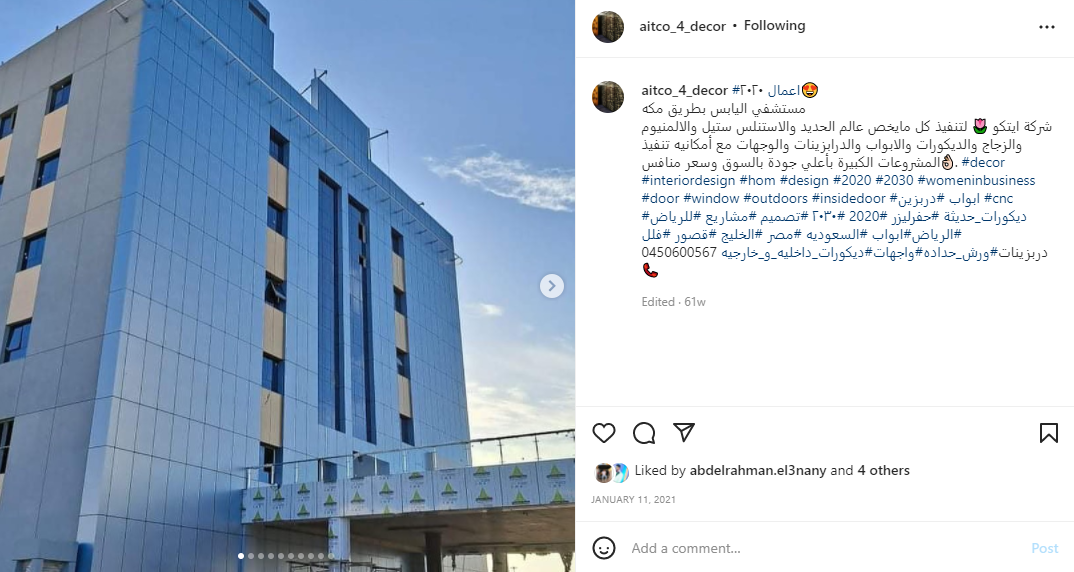 aitco_4_decor • Following
aitco_4_decor #اعمال ٢٠٢٠
مستشفي اليابس بطريق مكه
شركة ايتكو لتنفيذ كل مايخص عالم الحديد والاستنلس ستيل والالمنيوم
والزجاج والديكورات والابواب والدرابزينات والوجهات مع أمكانيه تنفيذ
المشروعات الكبيرة بأعلي جودة بالسوق وسعر منافس. #decor
#interiordesign #hom #design #2020 #2030 #womeninbusiness
#door #window #outdoors #insidedoor #ابواب #دربزين #cnc
#ديكورات_حديثة #حفرليزر #2020 #٢٠٣٠ #تصميم #مشاريع #للرياض
#الرياض#ابواب #السعوديه #مصر #الخليج #قصور #فلل
دربزينات#ورش_حداده#واجهات#ديكورات_داخليه_و_خارجيه 0450600567
Edited · 61w
Liked by abdelrahman.el3nany and 4 others
JANUARY 11, 2021
Add a comment...
Post